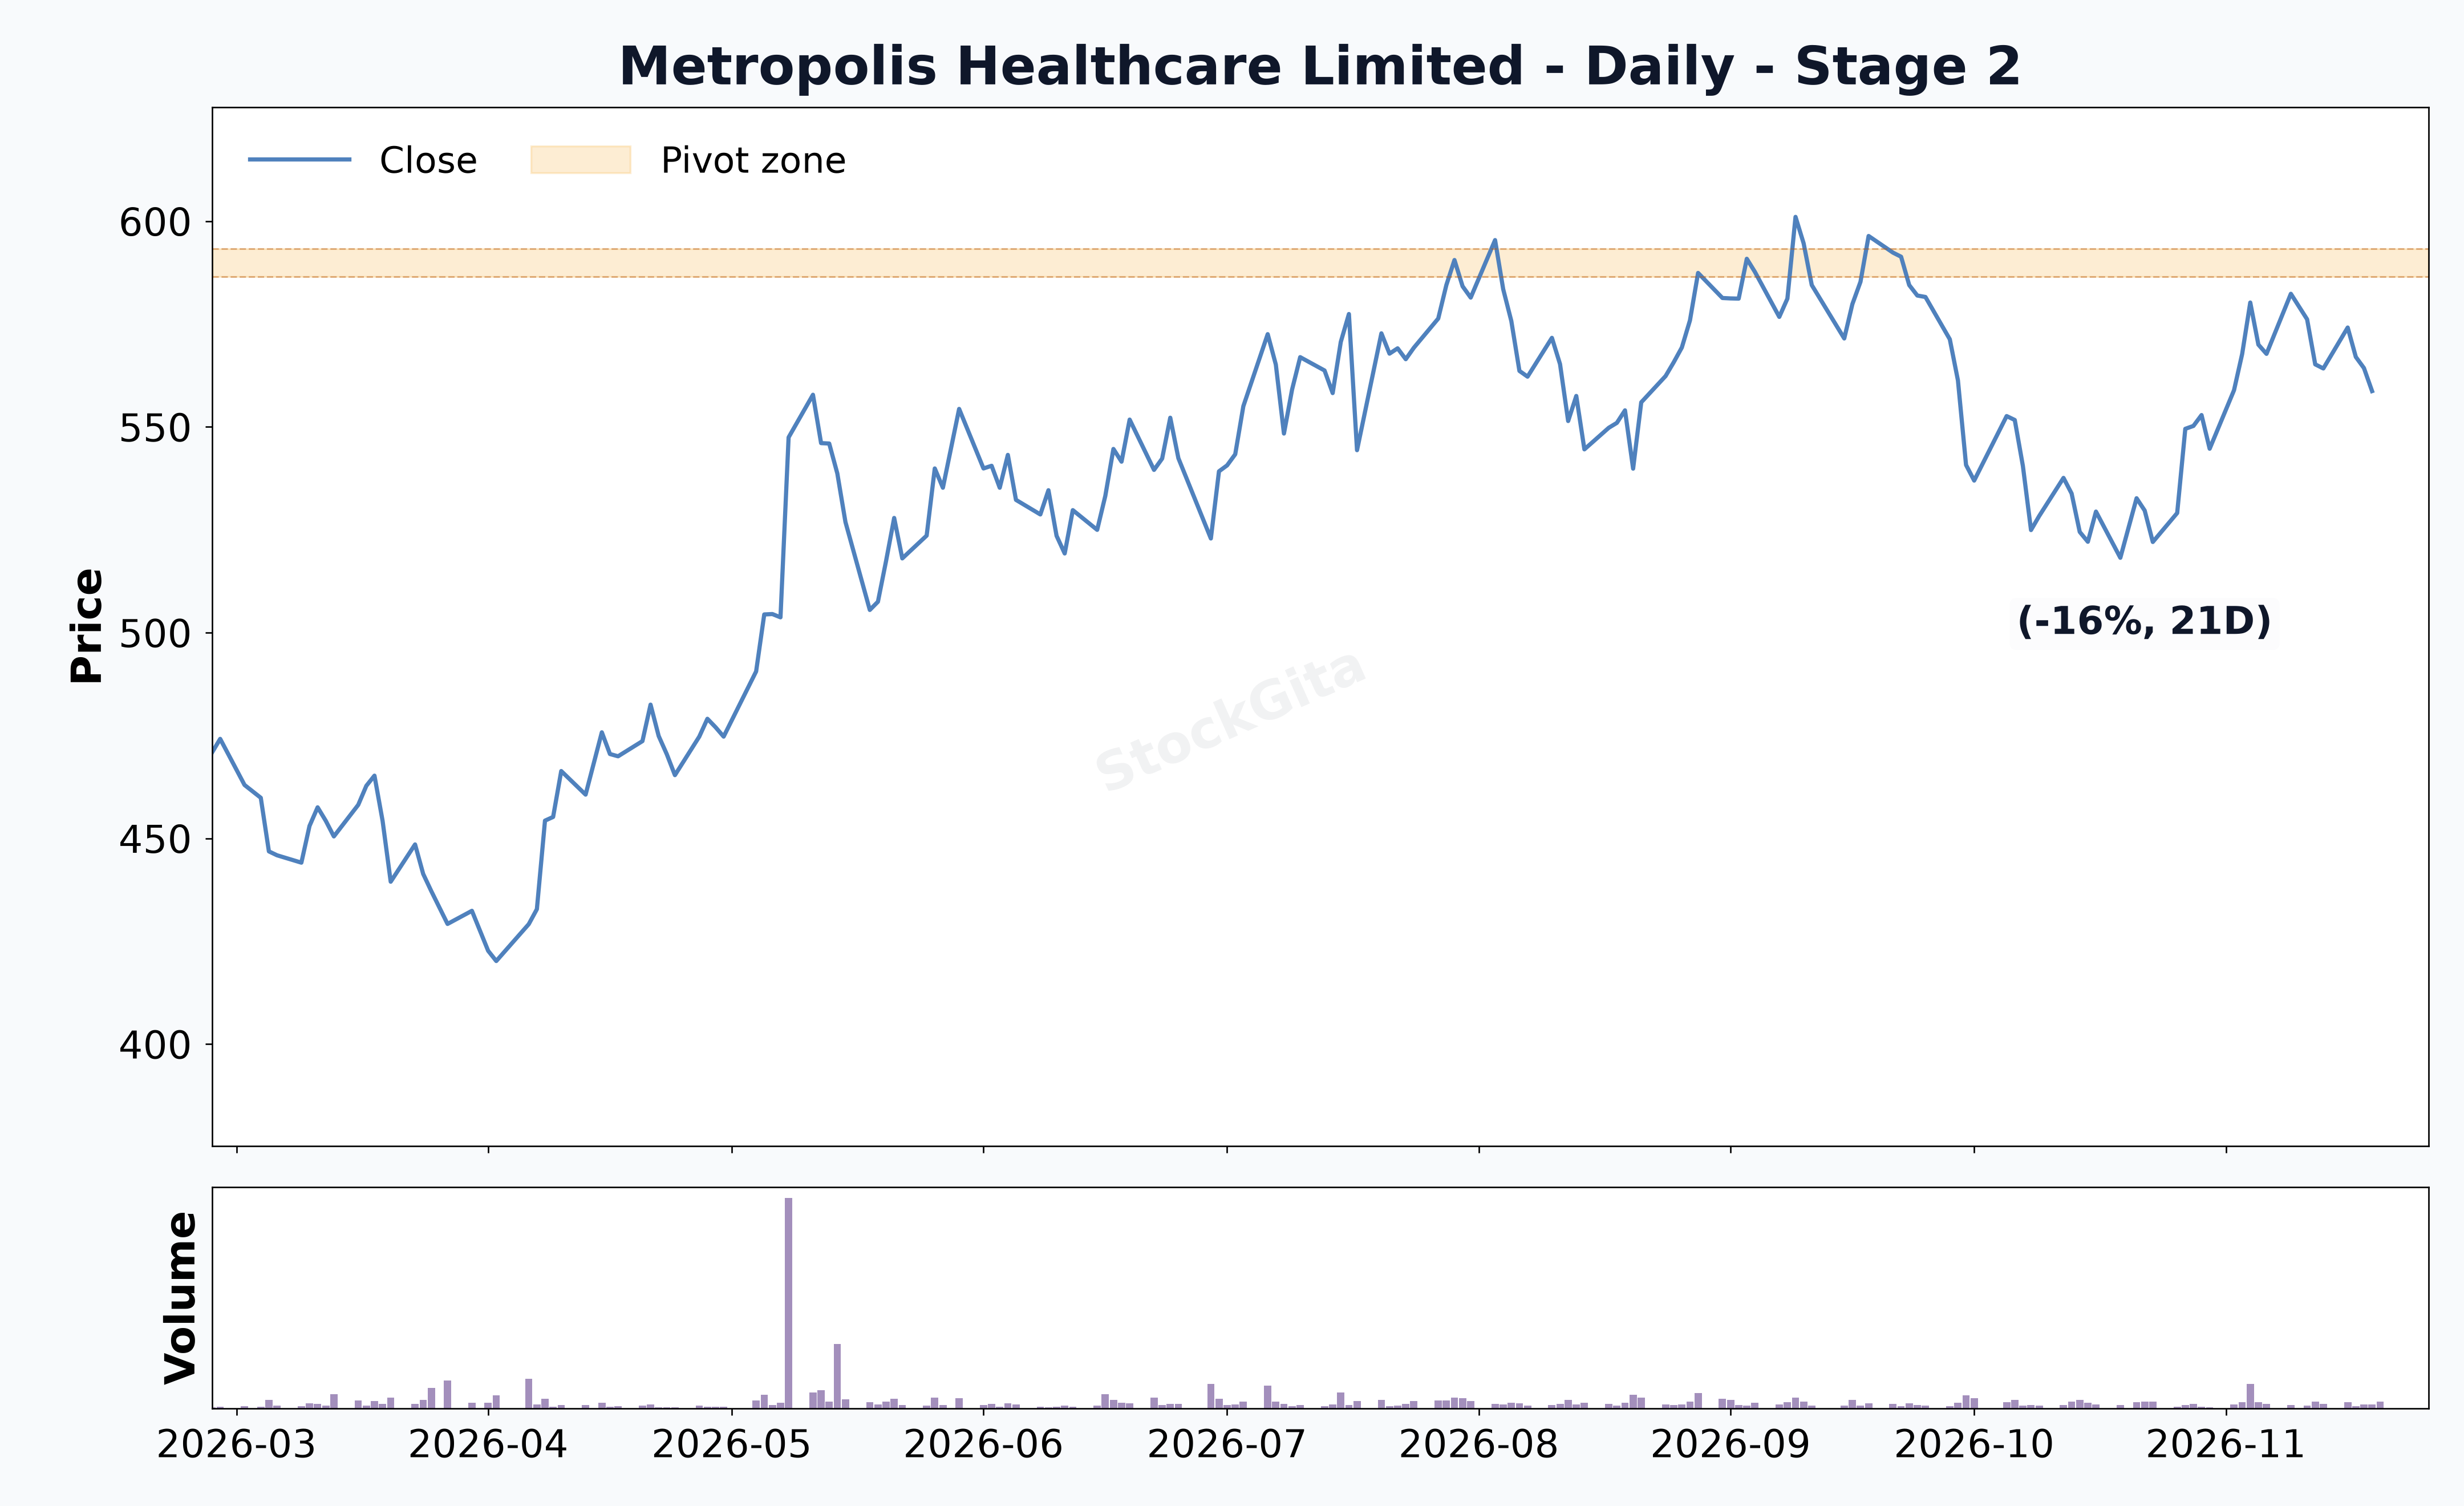 Metropolis Healthcare Limited - Daily - Stage 2
Close
Pivot zone
600
550
500
450
400
Price
(-16%, 21D)
StockGita
Volume
2026-03
2026-04
2026-05
2026-06
2026-07
2026-08
2026-09
2026-10
2026-11